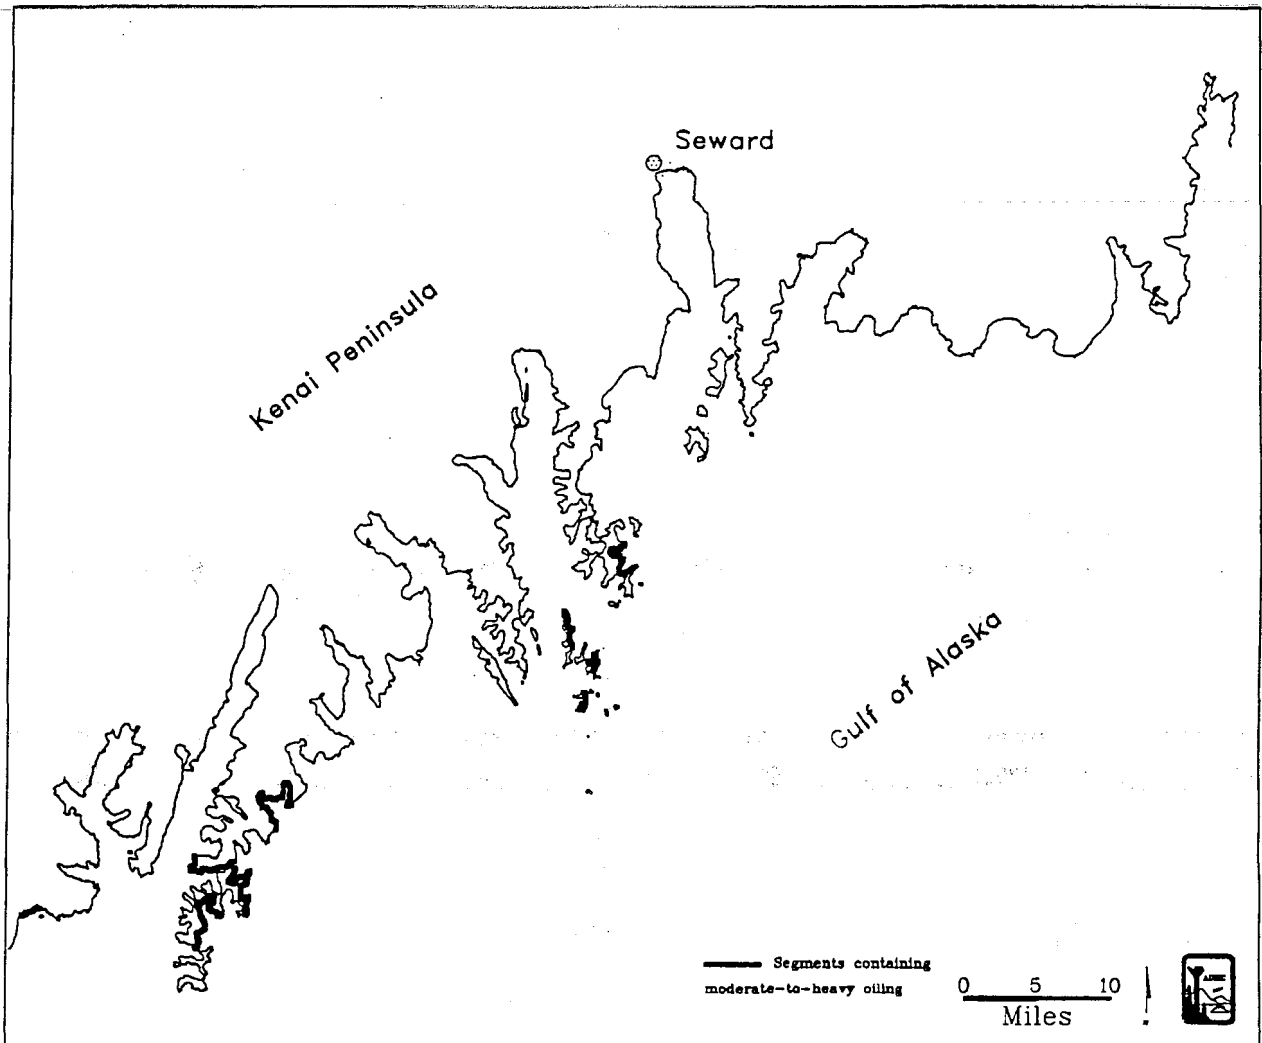 Seward
Kenai Peninsula
Gulf of Alaska
Segments containing
moderate-to-heavy oiling
0 5 10
Miles